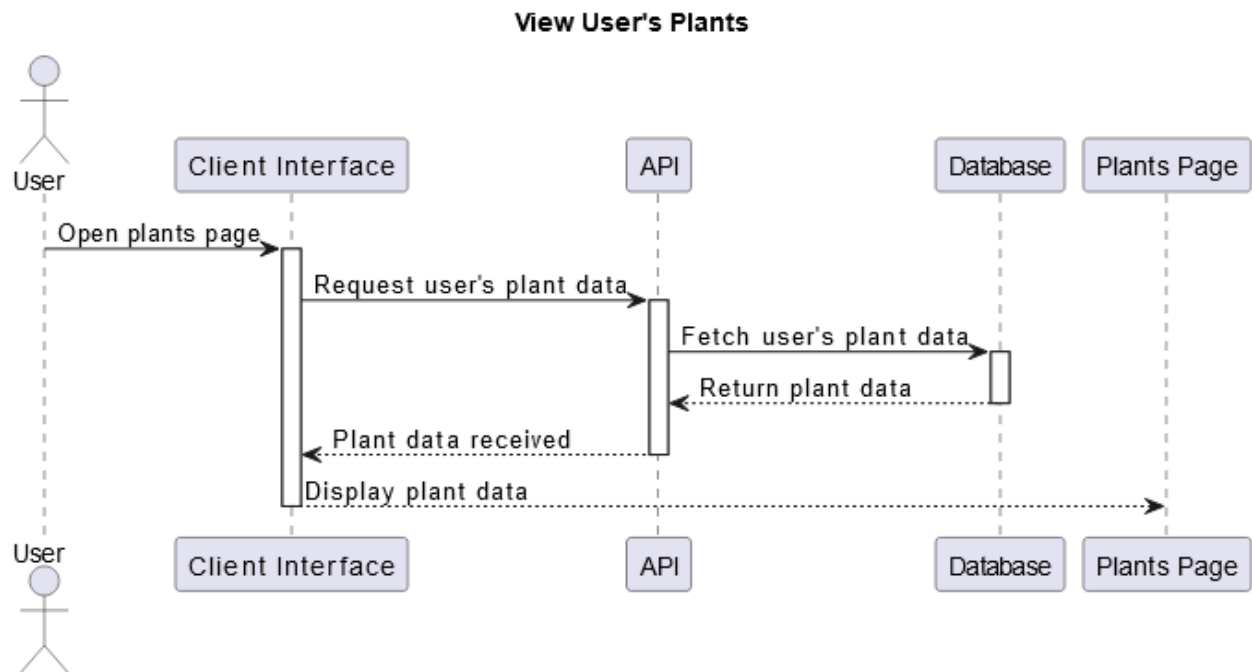 View User's Plants
User
Client Interface
API
Database
Plants Page
Open plants page
Request user's plant data
Fetch user's plant data
Return plant data
Plant data received
Display plant data
User
Client Interface
API
Database
Plants Page